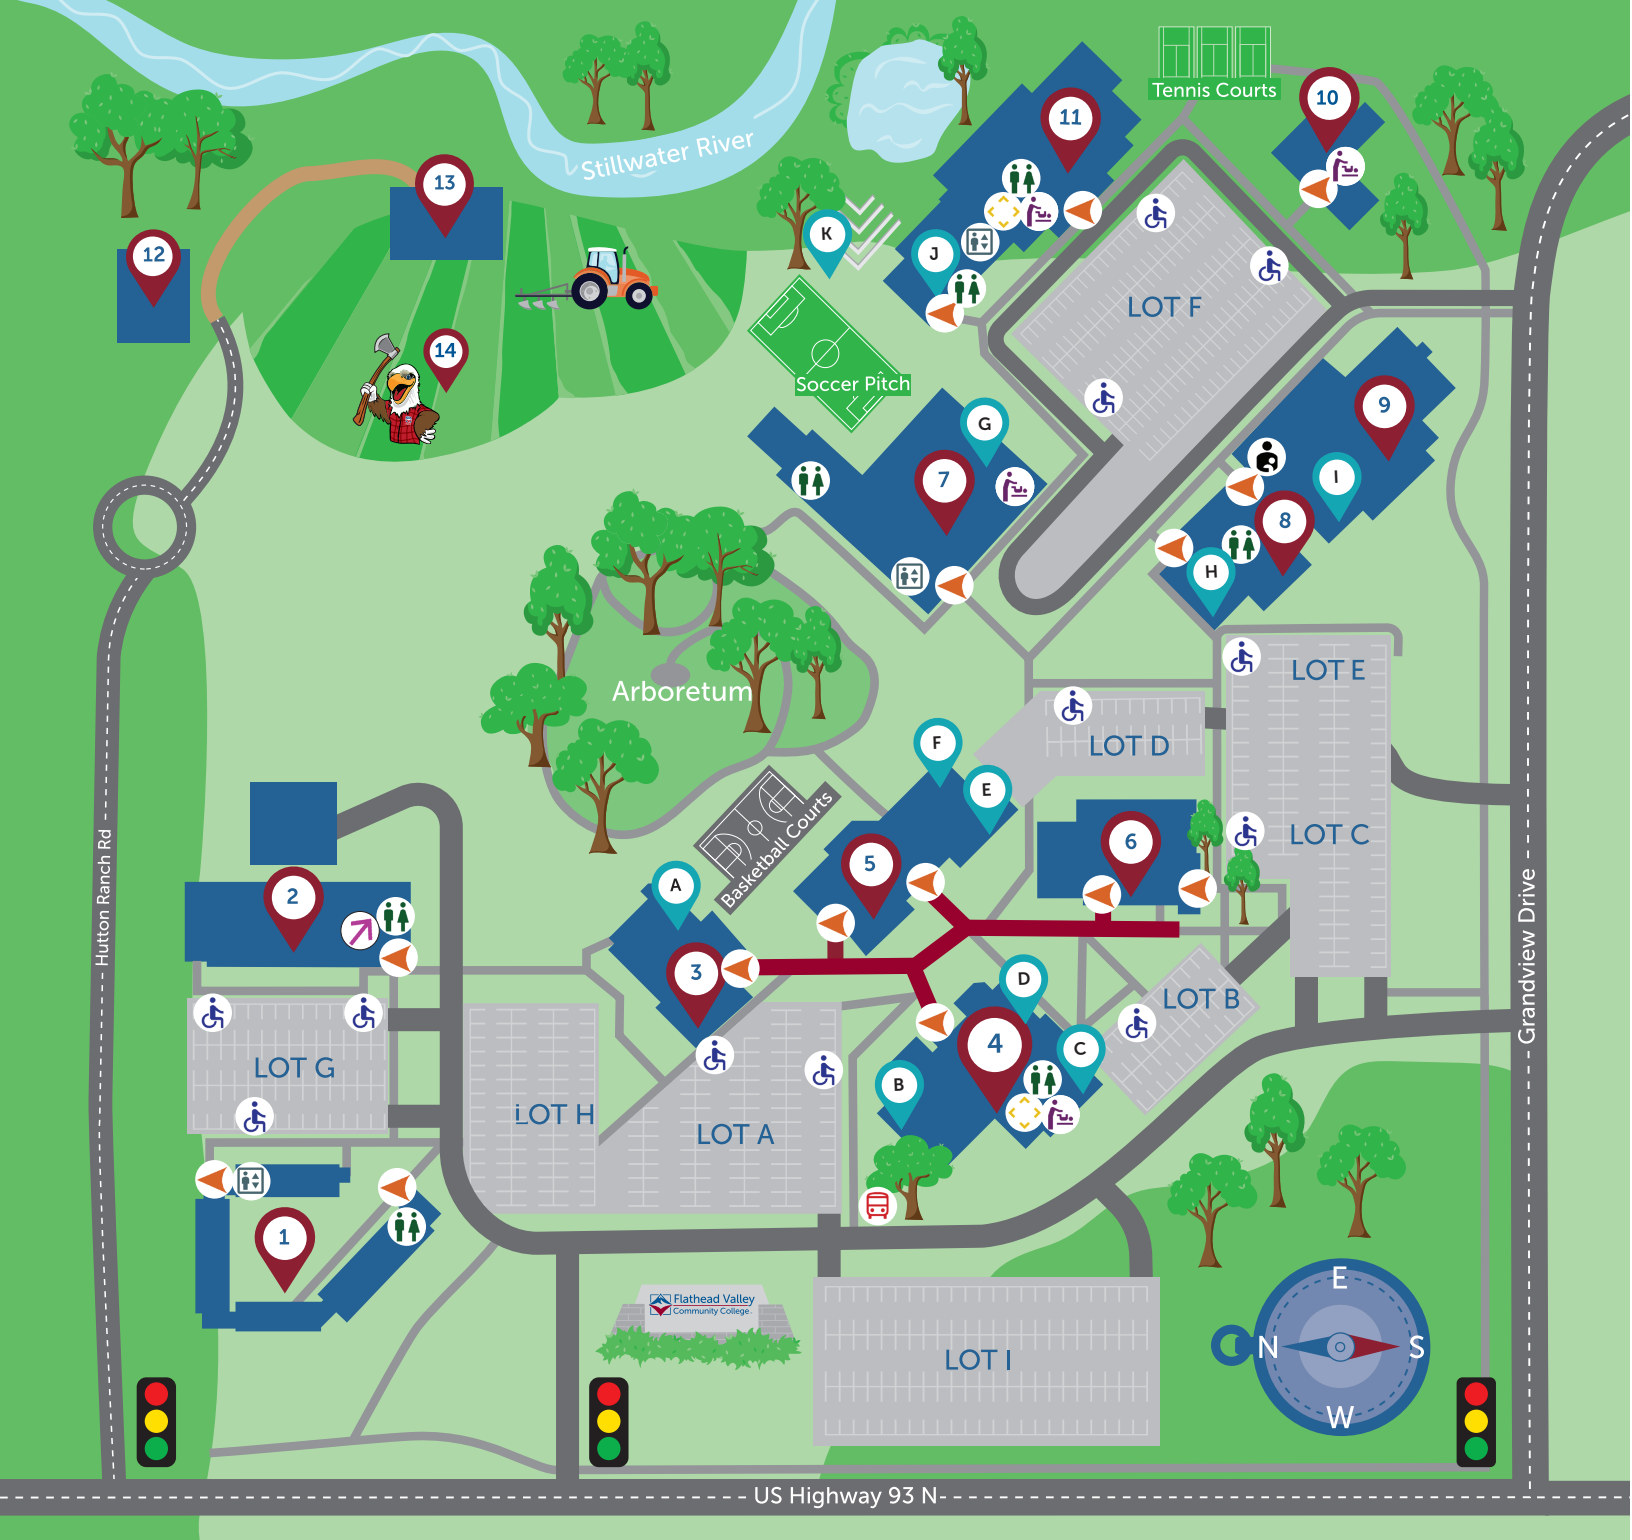 Tennis Courts
10
11
Stillwater River
13
K
J
12
LOT F
14
Soccer Pitch
9
G
7
I
8
H
LOT E
Arboretum
F
LOT D
E
Basketball Courts
6
LOT C
5
A
2
Hutton Ranch Rd
Grandview Drive
3
D
LOT B
4
C
LOT G
B
LOT H
LOT A
1
Flathead Valley
Community College
LOT I
E
N
S
W
US Highway 93 N